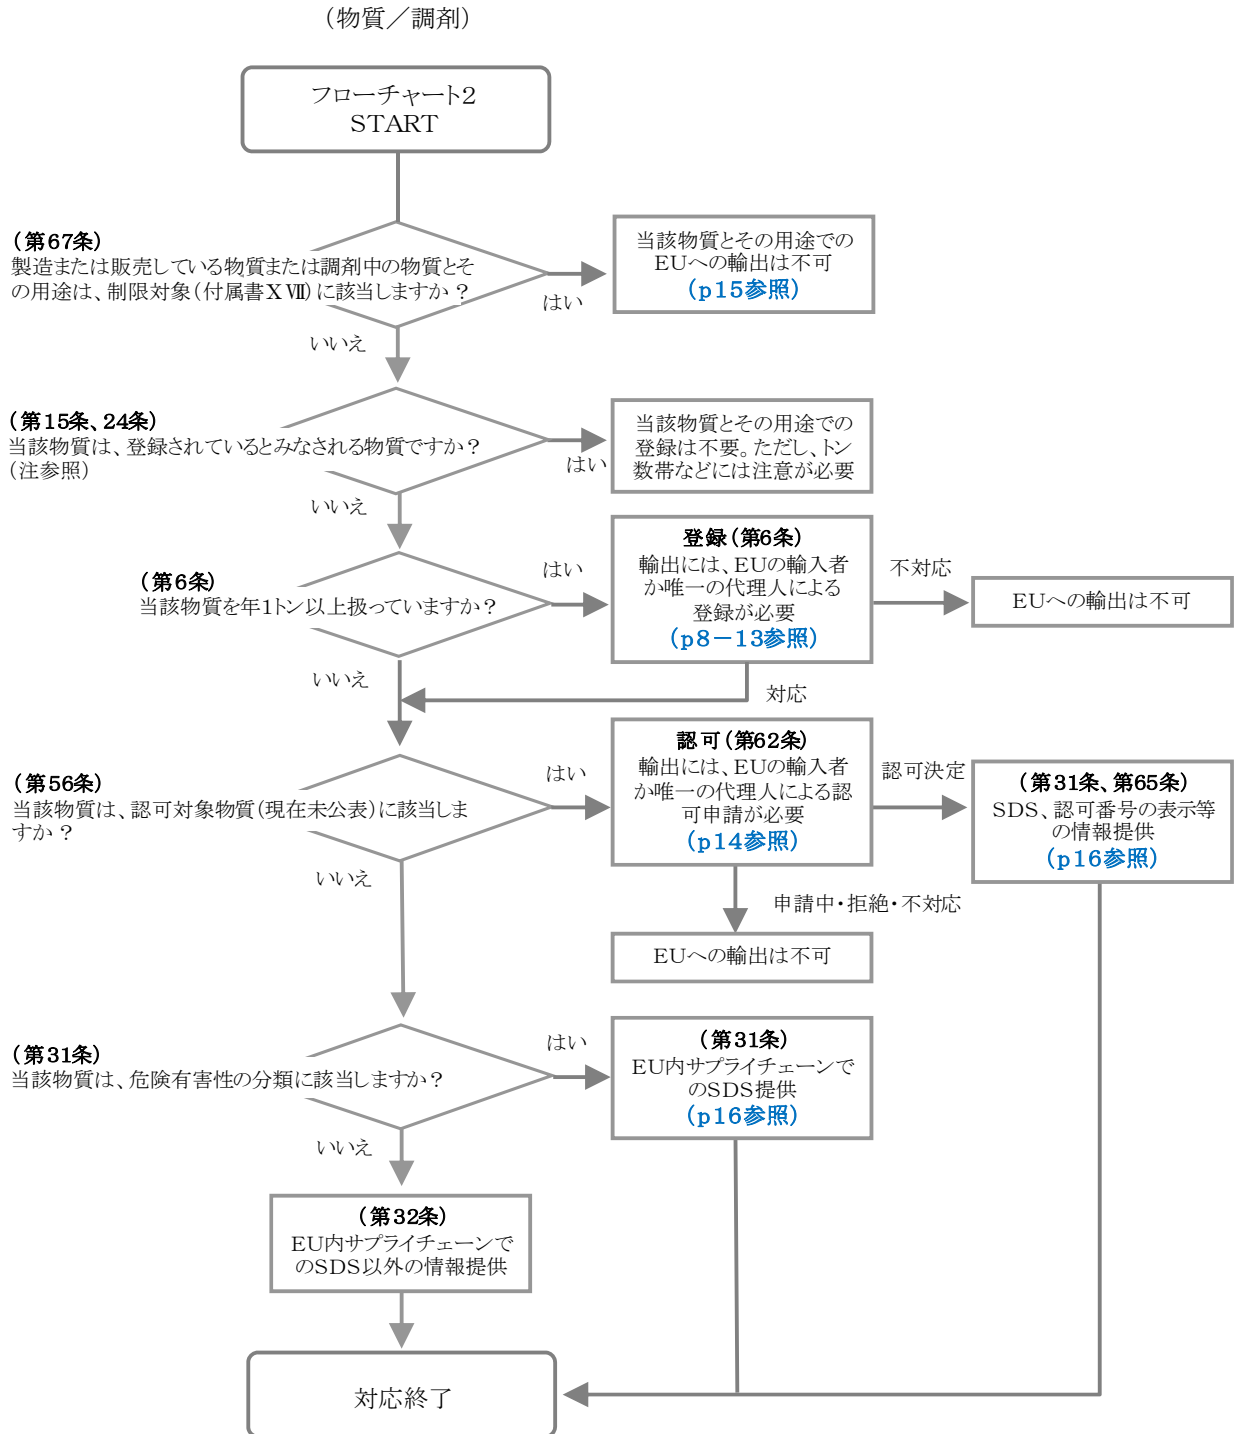 （物質／調剤）
フローチャート2
START
（第67条）
製造または販売している物質または調剤中の物質とそ
の用途は、制限対象（付属書ⅩⅦ）に該当しますか？
はい
当該物質とその用途での
EUへの輸出は不可
（p15参照）
いいえ
（第15条、24条）
当該物質は、登録されているとみなされる物質ですか？
（注参照）
はい
当該物質とその用途での
登録は不要。ただし、トン
数帯などには注意が必要
いいえ
（第6条）
当該物質を年1トン以上扱っていますか？
はい
登録（第6条）
輸出には、EUの輸入者
か唯一の代理人による
登録が必要
（p8－13参照）
不対応
EUへの輸出は不可
いいえ
対応
（第56条）
当該物質は、認可対象物質（現在未公表）に該当しま
すか？
はい
認可（第62条）
輸出には、EUの輸入者
か唯一の代理人による認
可申請が必要
（p14参照）
認可決定
（第31条、第65条）
SDS、認可番号の表示等
の情報提供
（p16参照）
いいえ
申請中・拒絶・不対応
EUへの輸出は不可
（第31条）
当該物質は、危険有害性の分類に該当しますか？
はい
（第31条）
EU内サプライチェーンで
のSDS提供
（p16参照）
いいえ
（第32条）
EU内サプライチェーンで
のSDS以外の情報提供
対応終了